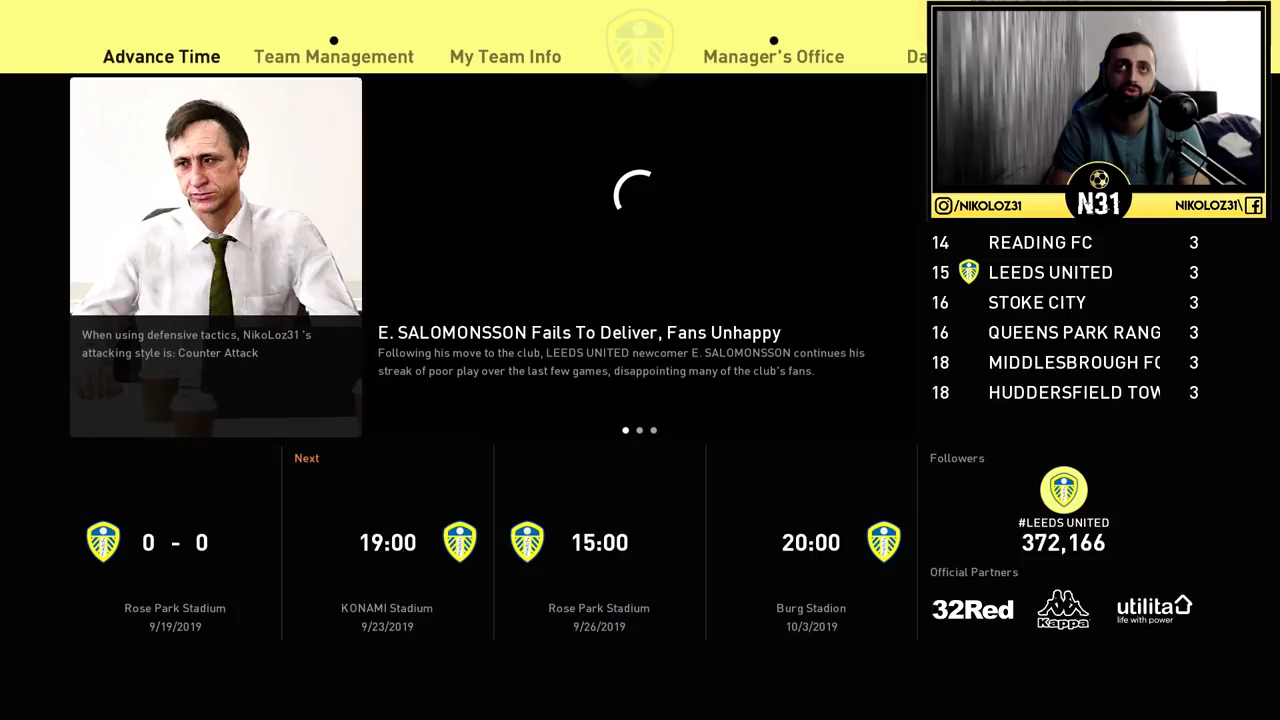 Advance Time
Team Management
My Team Info
Manager's Office
Da
/NIKOLOZ31
N31
NIKOLOZ31\
When using defensive tactics, NikoLoz31 's
attacking style is: Counter Attack
E. SALOMONSSON Fails To Deliver, Fans Unhappy
Following his move to the club, LEEDS UNITED newcomer E. SALOMONSSON continues his
streak of poor play over the last few games, disappointing many of the club's fans.
14 READING FC 3
15 LEEDS UNITED 3
16 STOKE CITY 3
16 QUEENS PARK RANG 3
18 MIDDLESBROUGH FC 3
18 HUDDERSFIELD TOW 3
0 - 0
Rose Park Stadium
9/19/2019
Next
19:00
KONAMI Stadium
9/23/2019
15:00
Rose Park Stadium
9/26/2019
20:00
Burg Stadion
10/3/2019
Followers
#LEEDS UNITED
372,166
Official Partners
32Red
Kappa
utilita
life with power